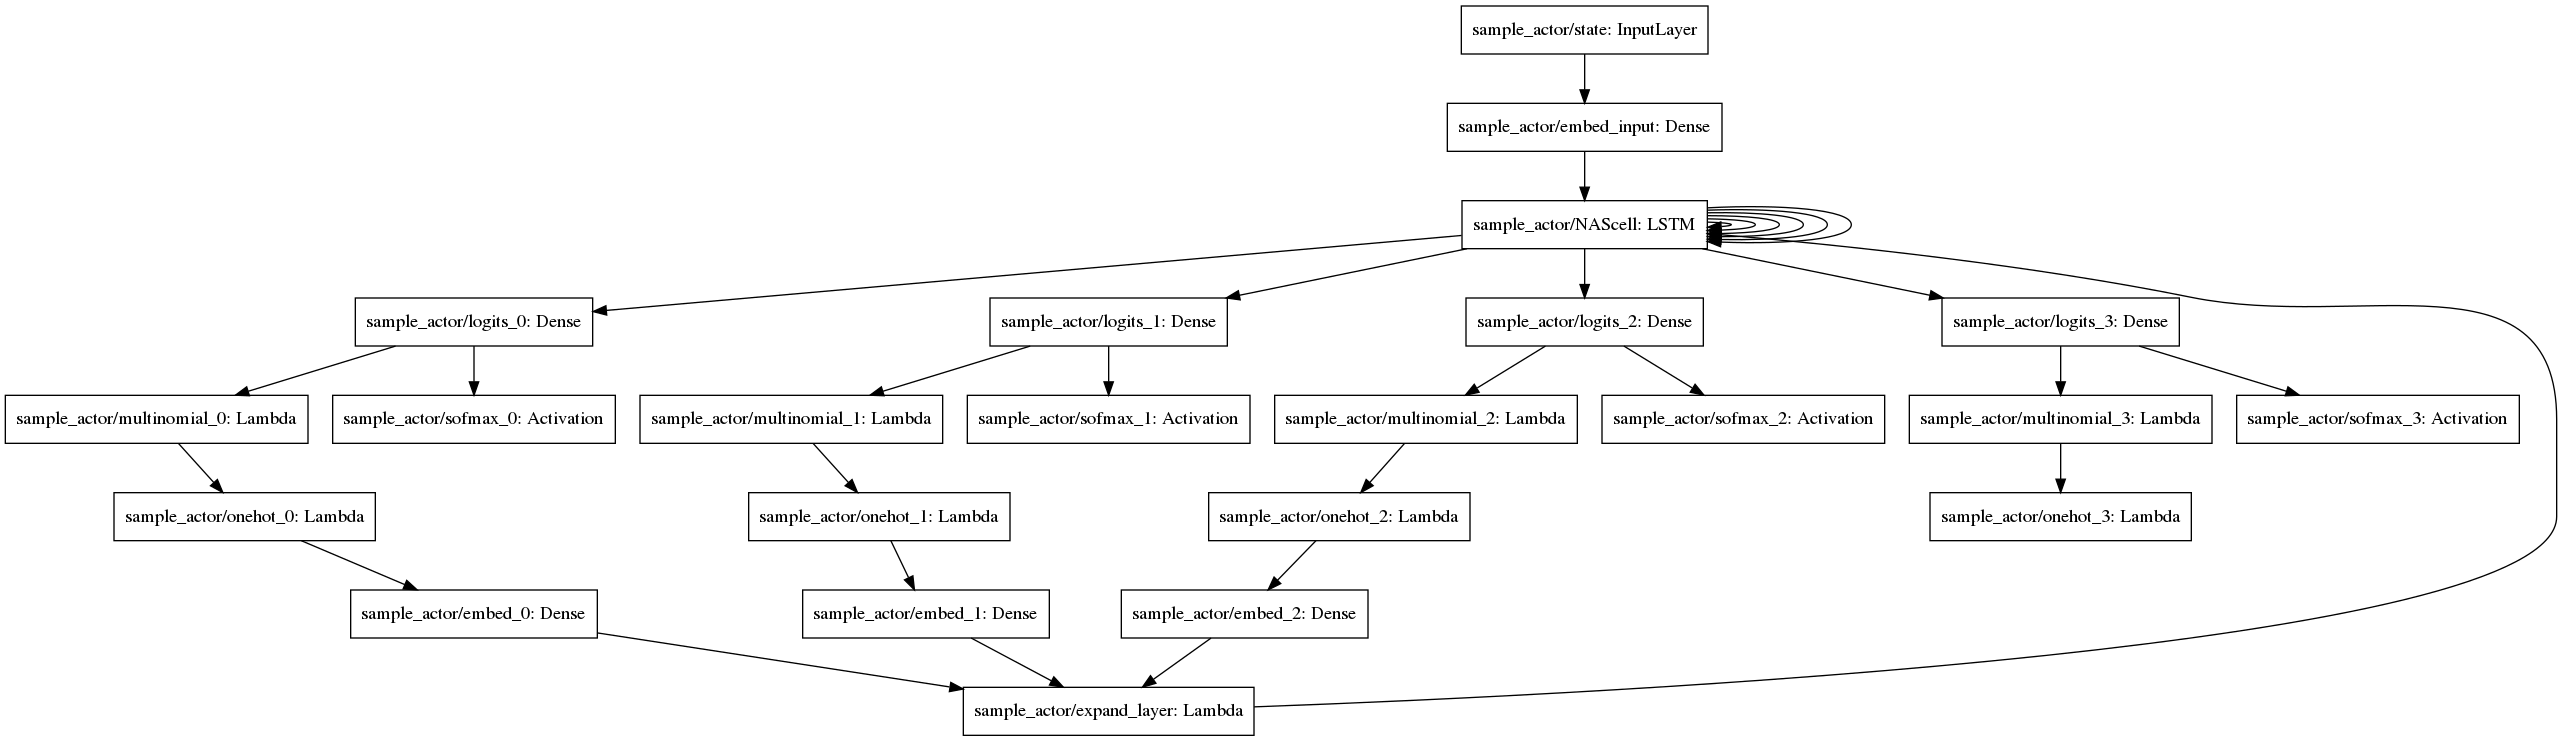 sample_actor/state: InputLayer
sample_actor/embed_input: Dense
sample_actor/NAScell: LSTM
sample_actor/logits_0: Dense
sample_actor/logits_1: Dense
sample_actor/logits_2: Dense
sample_actor/logits_3: Dense
sample_actor/multinomial_0: Lambda
sample_actor/sofmax_0: Activation
sample_actor/multinomial_1: Lambda
sample_actor/sofmax_1: Activation
sample_actor/multinomial_2: Lambda
sample_actor/sofmax_2: Activation
sample_actor/multinomial_3: Lambda
sample_actor/sofmax_3: Activation
sample_actor/onehot_0: Lambda
sample_actor/onehot_1: Lambda
sample_actor/onehot_2: Lambda
sample_actor/onehot_3: Lambda
sample_actor/embed_0: Dense
sample_actor/embed_1: Dense
sample_actor/embed_2: Dense
sample_actor/expand_layer: Lambda